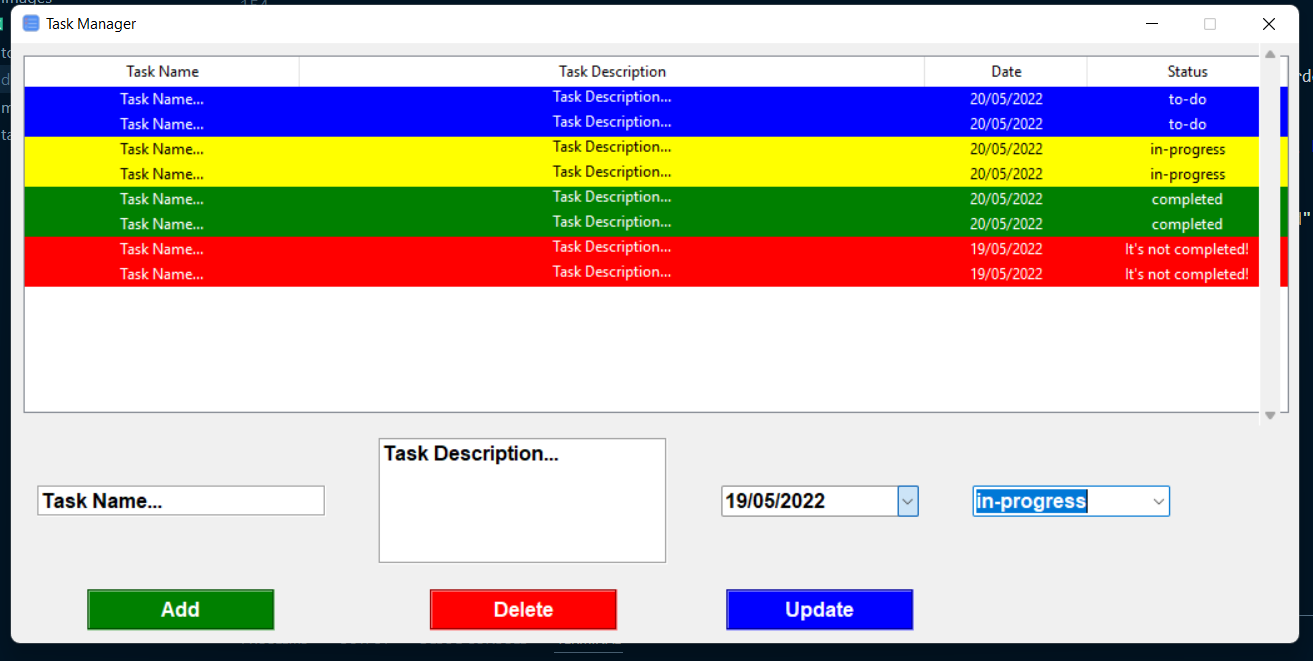 Task Manager
Task Name Task Description Date Status
Task Name... Task Description... 20/05/2022 to-do
Task Name... Task Description... 20/05/2022 to-do
Task Name... Task Description... 20/05/2022 in-progress
Task Name... Task Description... 20/05/2022 in-progress
Task Name... Task Description... 20/05/2022 completed
Task Name... Task Description... 20/05/2022 completed
Task Name... Task Description... 19/05/2022 It's not completed!
Task Name... Task Description... 19/05/2022 It's not completed!
Task Description...
Task Name... 19/05/2022 in-progress
Add Delete Update